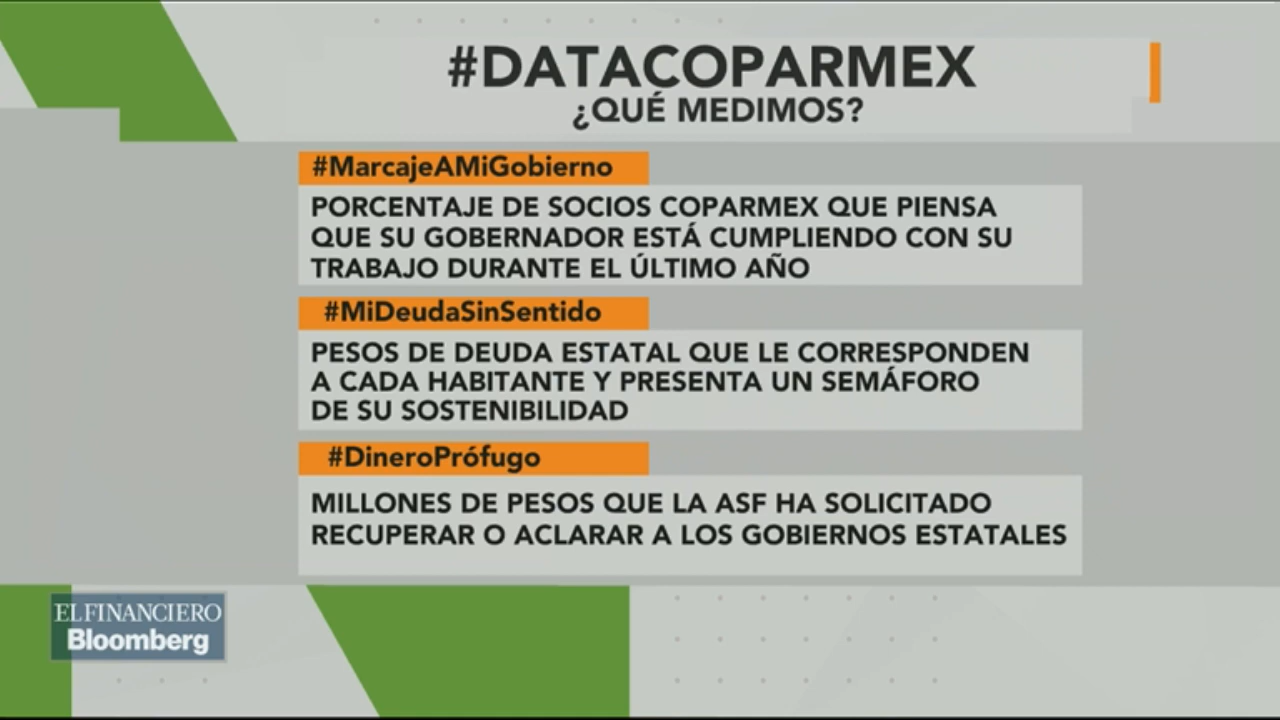 #DATACOPARMEX
¿QUÉ MEDIMOS?
#MarcajeAMiGobierno
PORCENTAJE DE SOCIOS COPARMEX QUE PIENSA
QUE SU GOBERNADOR ESTÁ CUMPLIENDO CON SU
TRABAJO DURANTE EL ÚLTIMO AÑO
#MiDeudaSinSentido
PESOS DE DEUDA ESTATAL QUE LE CORRESPONDEN
A CADA HABITANTE Y PRESENTA UN SEMÁFORO
DE SU SOSTENIBILIDAD
#DineroPrófugo
MILLONES DE PESOS QUE LA ASF HA SOLICITADO
RECUPERAR O ACLARAR A LOS GOBIERNOS ESTATALES
EL FINANCIERO
Bloomberg